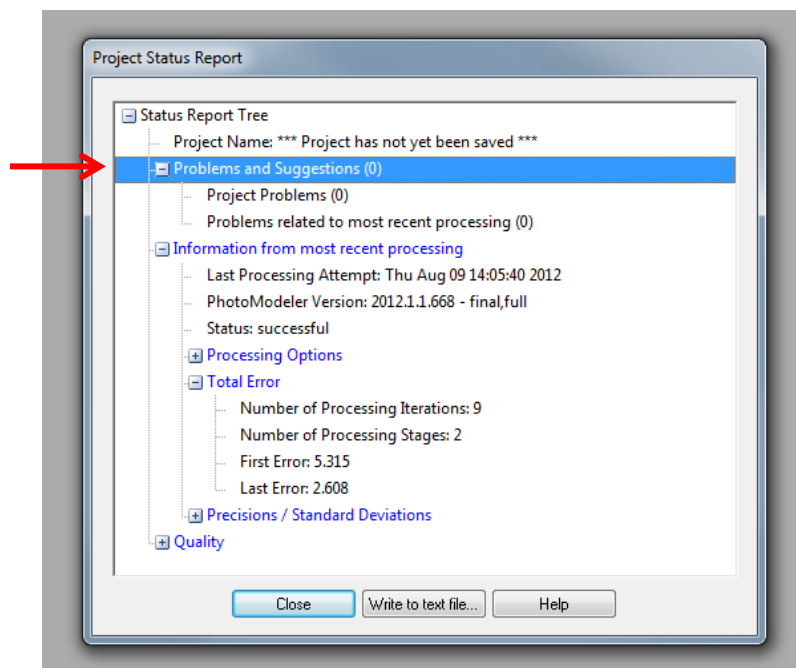 Project Status Report
Status Report Tree
Project Name: *** Project has not yet been saved ***
Problems and Suggestions (0)
Project Problems (0)
Problems related to most recent processing (0)
Information from most recent processing
Last Processing Attempt: Thu Aug 09 14:05:40 2012
PhotoModeler Version: 2012.1.1.668 - final,full
Status: successful
Processing Options
Total Error
Number of Processing Iterations: 9
Number of Processing Stages: 2
First Error: 5.315
Last Error: 2.608
Precisions / Standard Deviations
Quality
Close Write to text file... Help